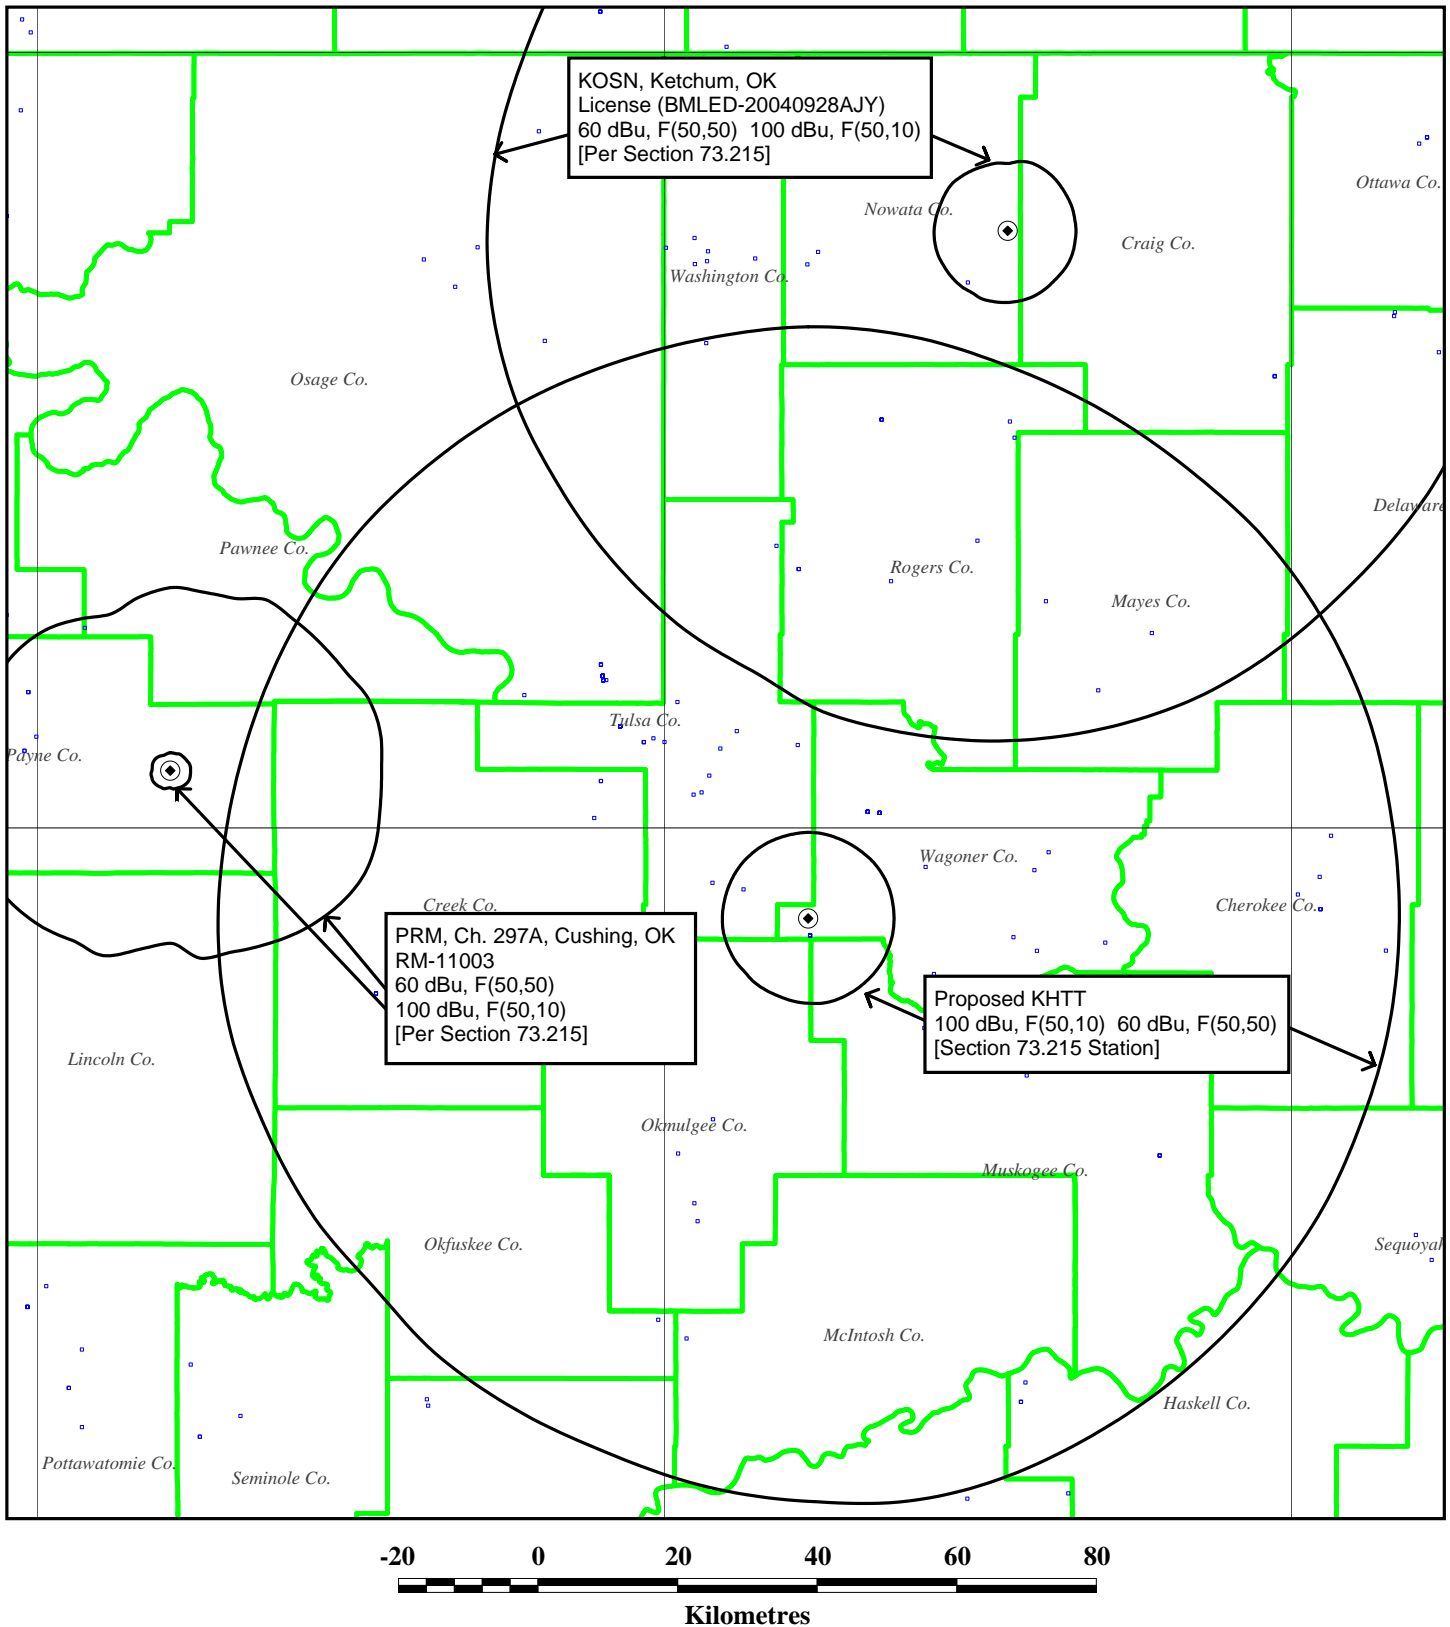 KOSN, Ketchum, OK
License (BMLED-20040928AJY)
60 dBu, F(50,50) 100 dBu, F(50,10)
[Per Section 73.215]
Ottawa Co.
Nowata Co.
Craig Co.
Washington Co.
Osage Co.
Delaware
Pawnee Co.
Rogers Co.
Mayes Co.
Tulsa Co.
Payne Co.
Wagoner Co.
Creek Co.
Cherokee Co.
PRM, Ch. 297A, Cushing, OK
RM-11003
60 dBu, F(50,50)
100 dBu, F(50,10)
[Per Section 73.215]
Proposed KHTT
100 dBu, F(50,10) 60 dBu, F(50,50)
[Section 73.215 Station]
Lincoln Co.
Okmulgee Co.
Muskogee Co.
Okfuskee Co.
Sequoyah
McIntosh Co.
Haskell Co.
Pottawatomie Co.
Seminole Co.
-20 0 20 40 60 80
Kilometres